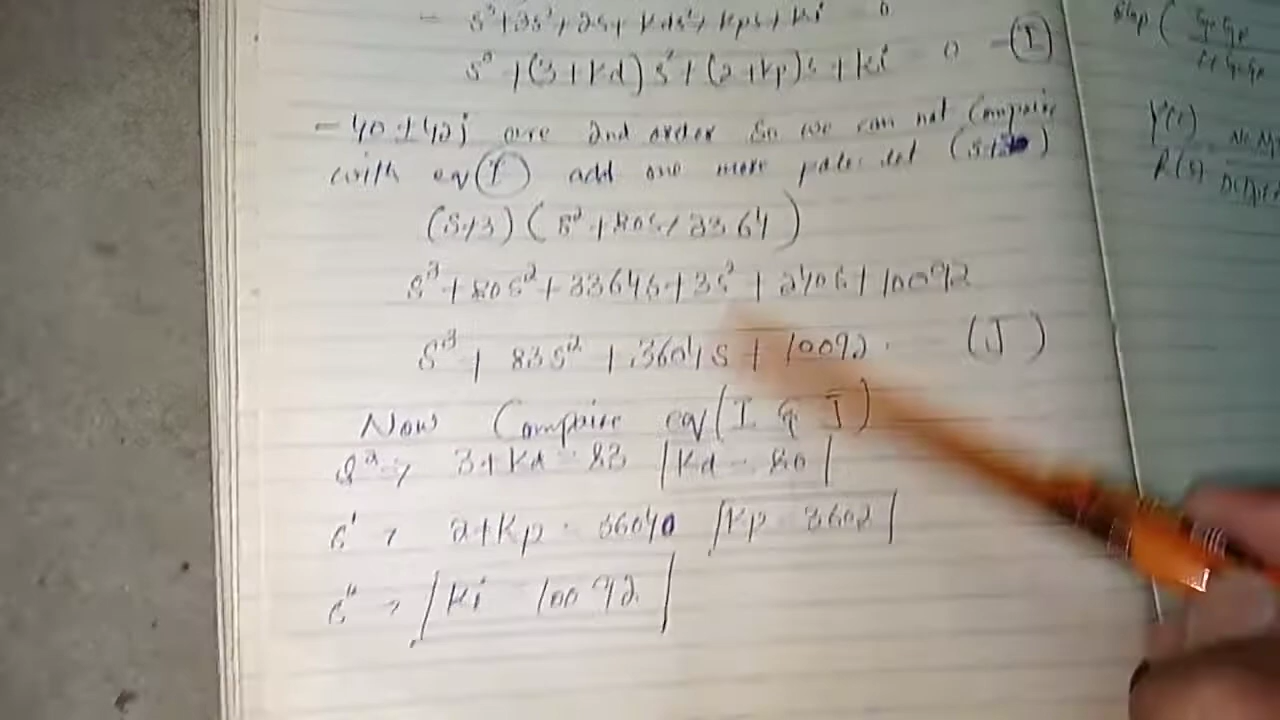 s³+3s²+2s+Kds²+Kps+Ki 0
s³+(3+Kd)s²+(2+Kp)s+Ki 0 -(I)
-40±42j are 2nd order so we can not Compaire
with eq(I) add one more pole let (s+3)
(s+3)(s²+80s+3364)
s³+80s²+3364s+3s²+240s+10092
s³+83s²+3604s+10092. (J)
Now Compaire eq(I & J)
s²→ 3+Kd = 83 |Kd = 80|
s¹→ 2+Kp = 3604 |Kp 3602|
s⁰→ |Ki 10092|
Y(s)
R(s)